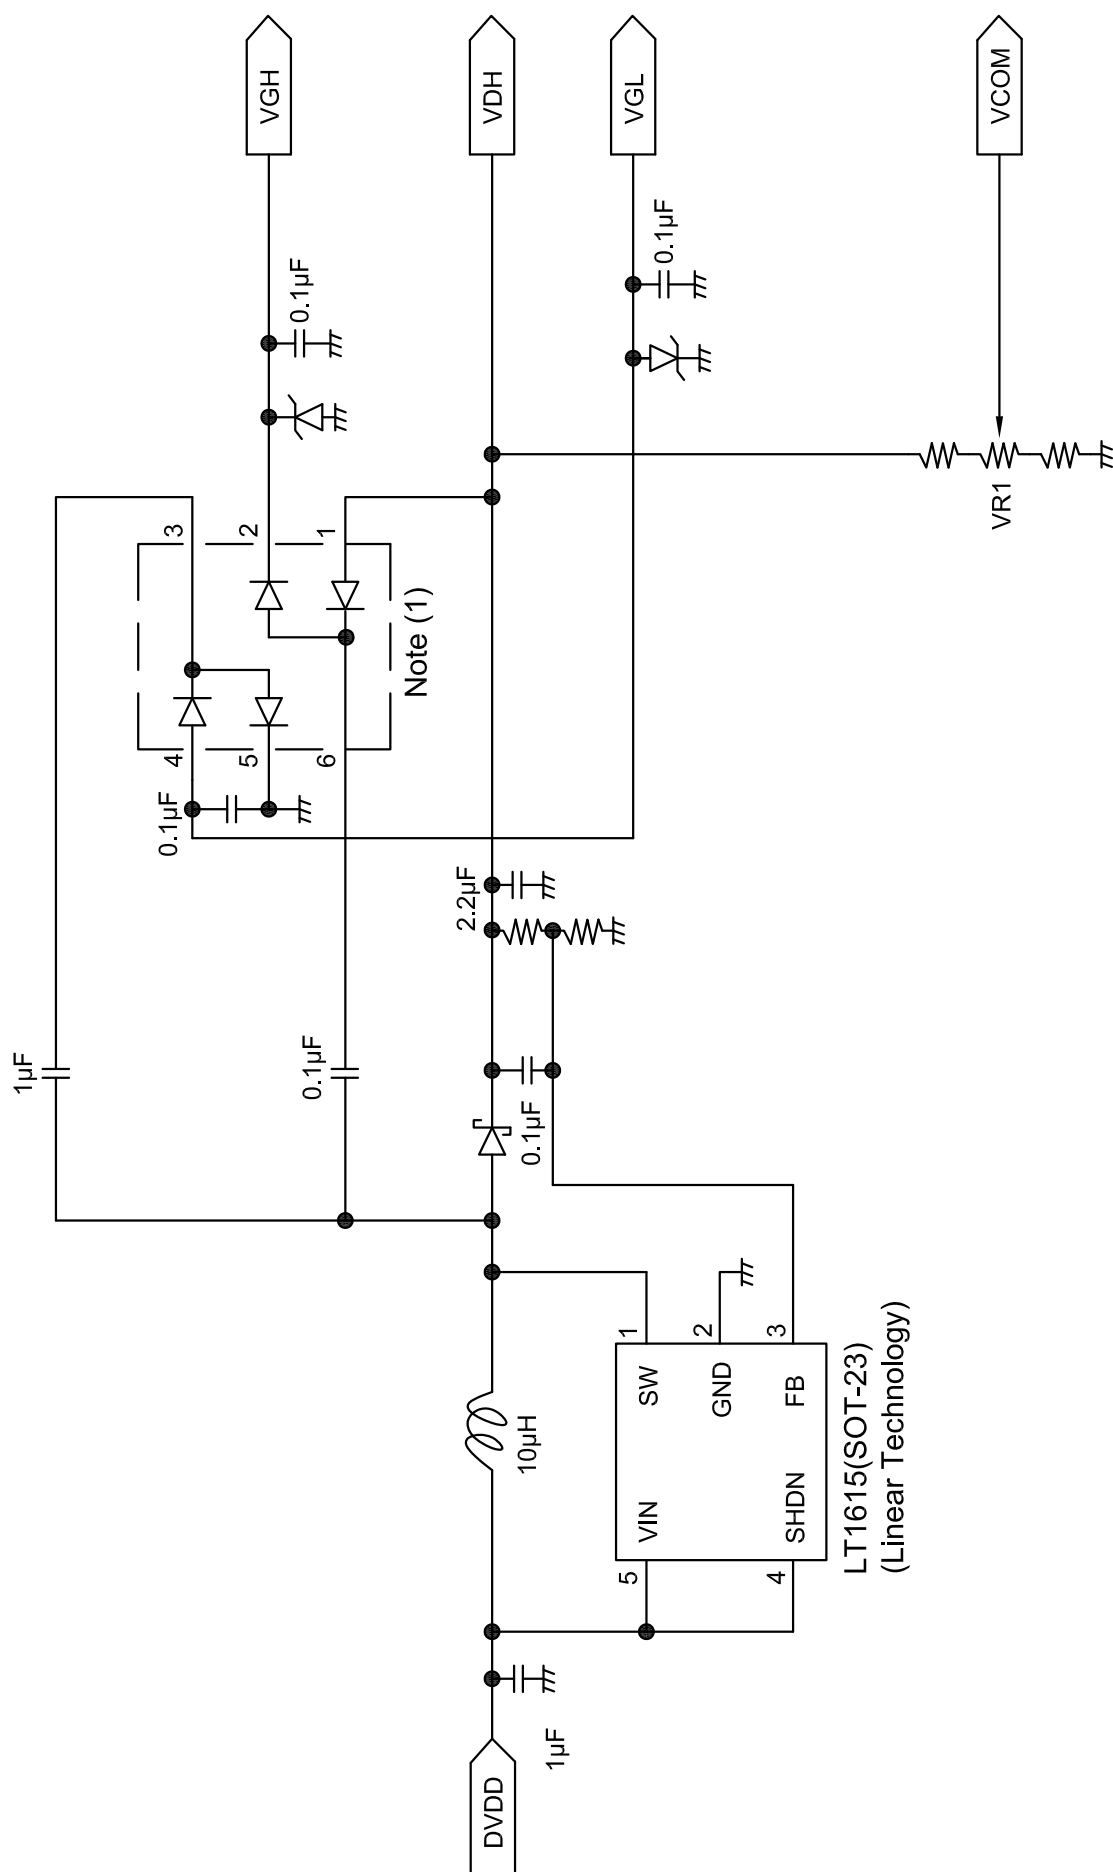 VGH
VDH
VGL
VCOM
0.1µF
0.1µF
3
2
1
VR1
Note (1)
4
5
6
0.1µF
2.2µF
1µF
0.1µF
0.1µF
10µH
1
2
3
SW
GND
FB
VIN
SHDN
5
4
LT1615(SOT-23)
(Linear Technology)
1µF
DVDD